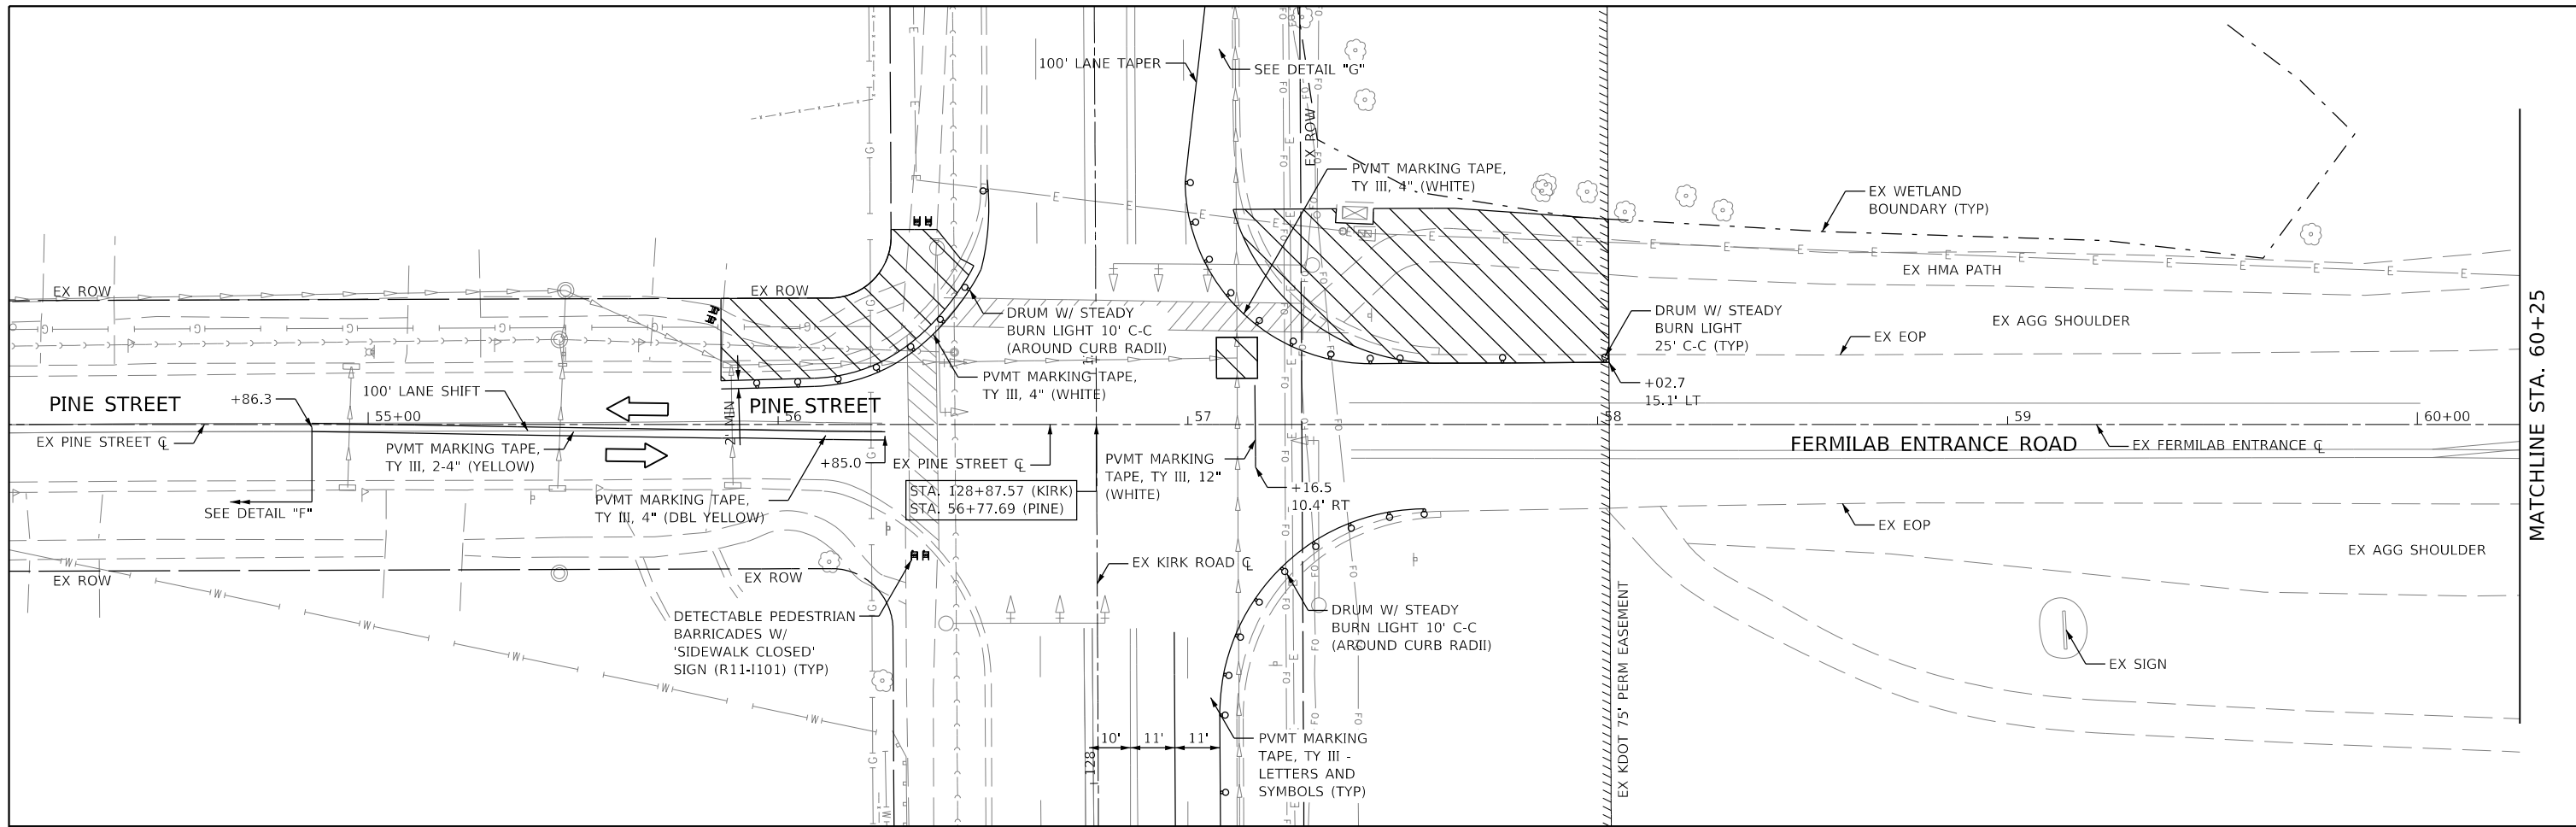 100' LANE TAPER
SEE DETAIL "G"
EX ROW
PVMT MARKING TAPE,
TY III, 4" (WHITE)
EX WETLAND
BOUNDARY (TYP)
EX HMA PATH
EX AGG SHOULDER
EX EOP
DRUM W/ STEADY
BURN LIGHT
25' C-C (TYP)
+02.7
15.1' LT
MATCHLINE STA. 60+25
EX ROW
EX ROW
DRUM W/ STEADY
BURN LIGHT 10' C-C
(AROUND CURB RADII)
PVMT MARKING TAPE,
TY III, 4" (WHITE)
PINE STREET
+86.3
100' LANE SHIFT
55+00
PINE STREET
56
57
58
59
60+00
2' MIN
EX PINE STREET ℄
PVMT MARKING TAPE,
TY III, 2-4" (YELLOW)
+85.0
EX PINE STREET ℄
PVMT MARKING
TAPE, TY III, 12"
(WHITE)
FERMILAB ENTRANCE ROAD
EX FERMILAB ENTRANCE ℄
SEE DETAIL "F"
PVMT MARKING TAPE,
TY III, 4" (DBL YELLOW)
STA. 128+87.57 (KIRK)
STA. 56+77.69 (PINE)
+16.5
10.4' RT
EX EOP
EX AGG SHOULDER
EX ROW
EX ROW
EX KIRK ROAD ℄
DETECTABLE PEDESTRIAN
BARRICADES W/
'SIDEWALK CLOSED'
SIGN (R11-I101) (TYP)
DRUM W/ STEADY
BURN LIGHT 10' C-C
(AROUND CURB RADII)
EX KDOT 75' PERM EASEMENT
EX SIGN
10'
11'
11'
128
PVMT MARKING
TAPE, TY III -
LETTERS AND
SYMBOLS (TYP)